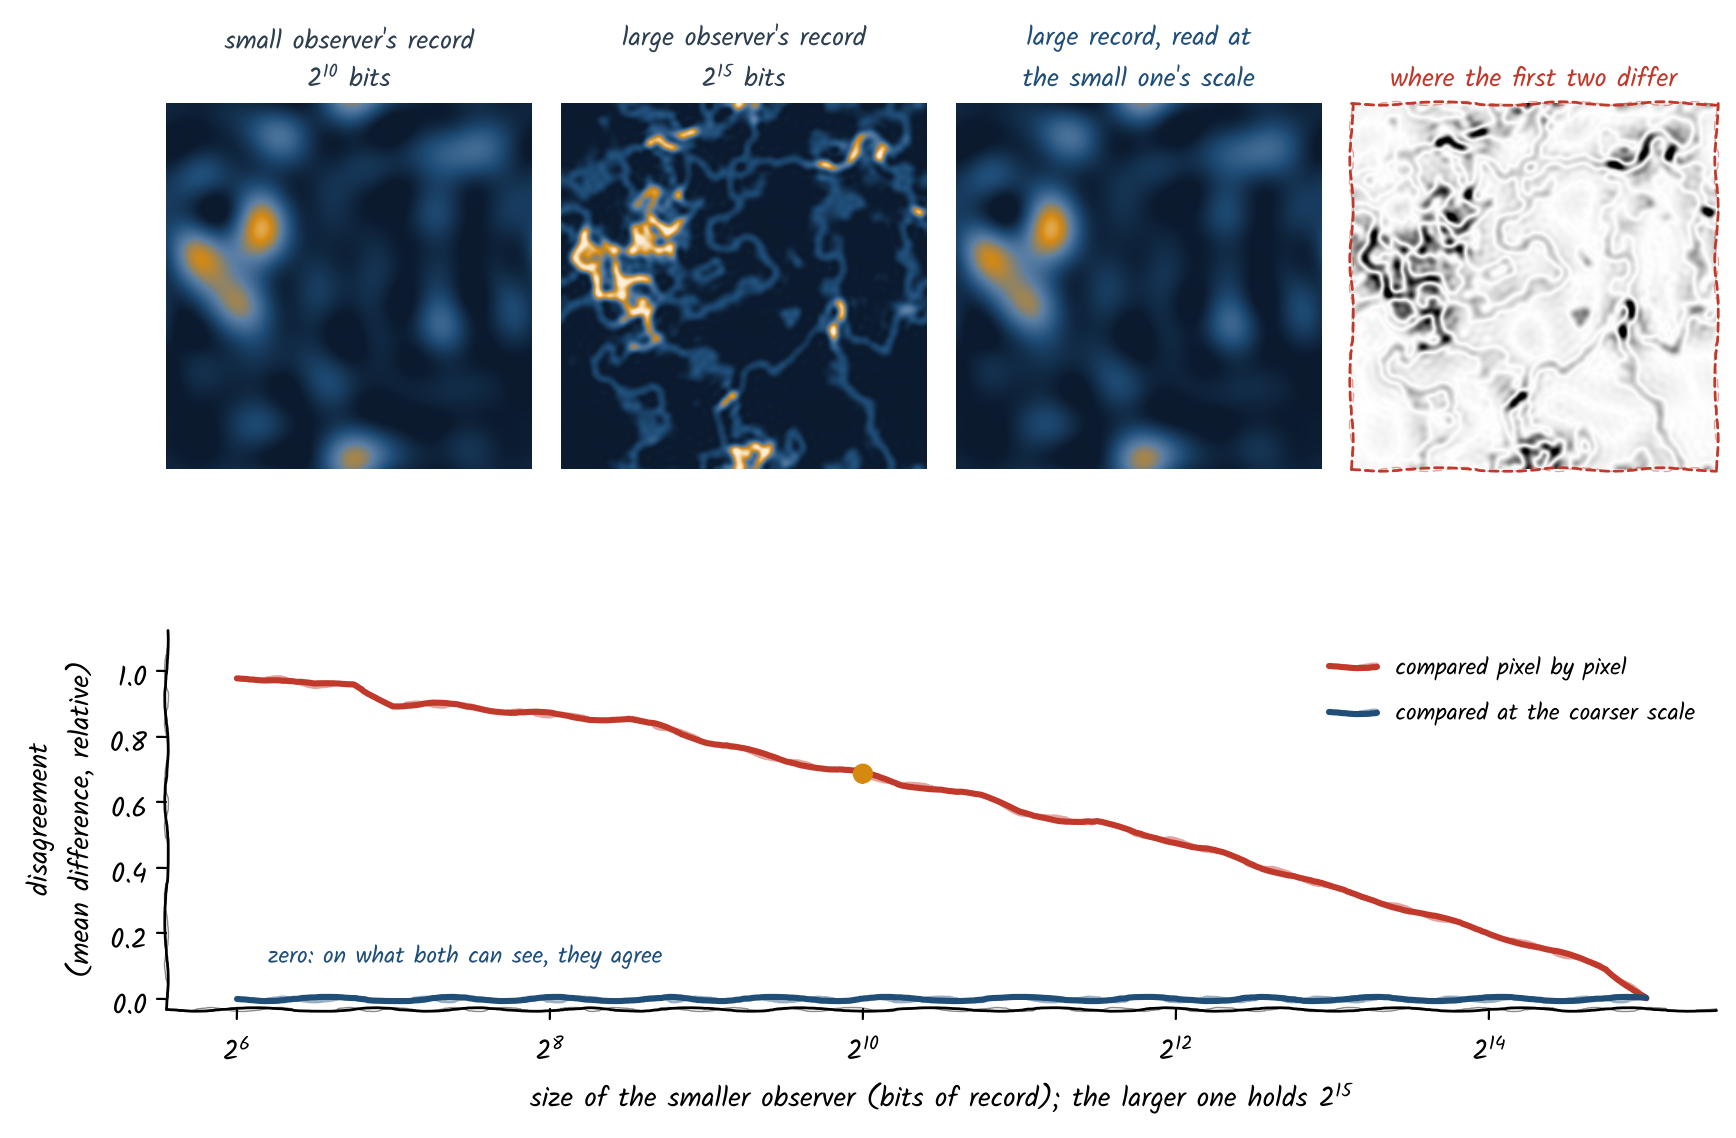 small observer's record
2¹⁰ bits
large observer's record
2¹⁵ bits
large record, read at
the small one's scale
where the first two differ
disagreement
(mean difference, relative)
1.0
0.8
0.6
0.4
0.2
0.0
compared pixel by pixel
compared at the coarser scale
zero: on what both can see, they agree
2⁶
2⁸
2¹⁰
2¹²
2¹⁴
size of the smaller observer (bits of record); the larger one holds 2¹⁵